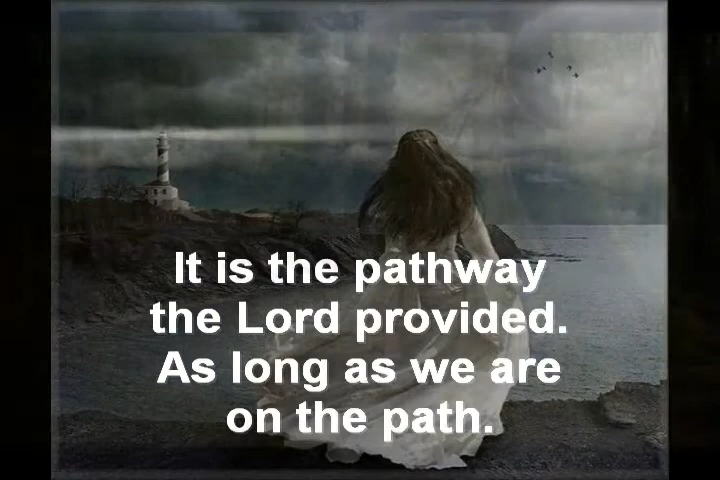 It is the pathway
the Lord provided.
As long as we are
on the path.